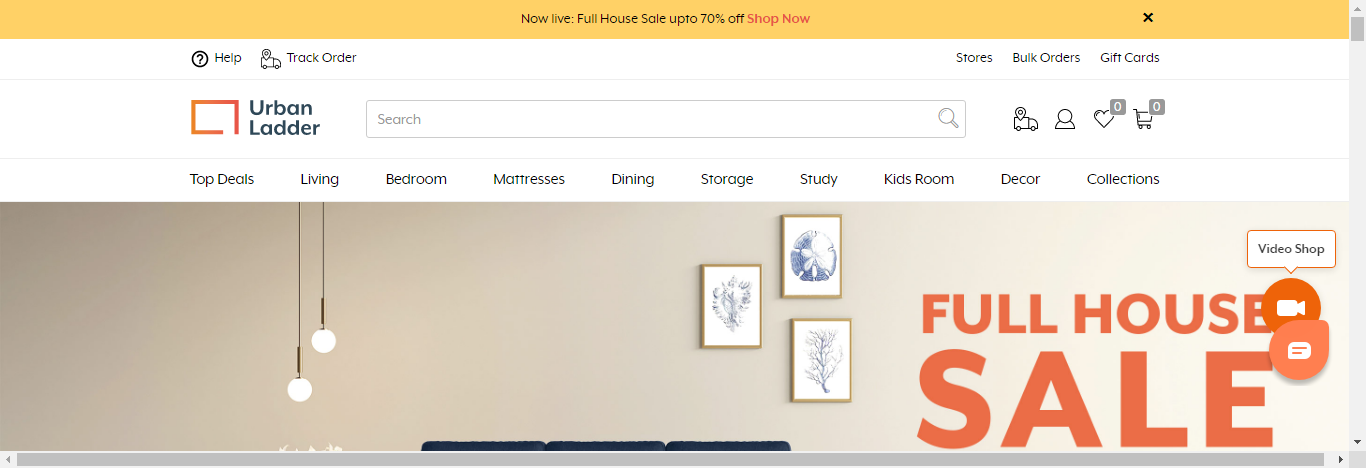 Now live: Full House Sale upto 70% off Shop Now
Help Track Order Stores Bulk Orders Gift Cards
Urban
Ladder
Search
0 0
Top Deals Living Bedroom Mattresses Dining Storage Study Kids Room Decor Collections
Video Shop
FULL HOUSE
SALE